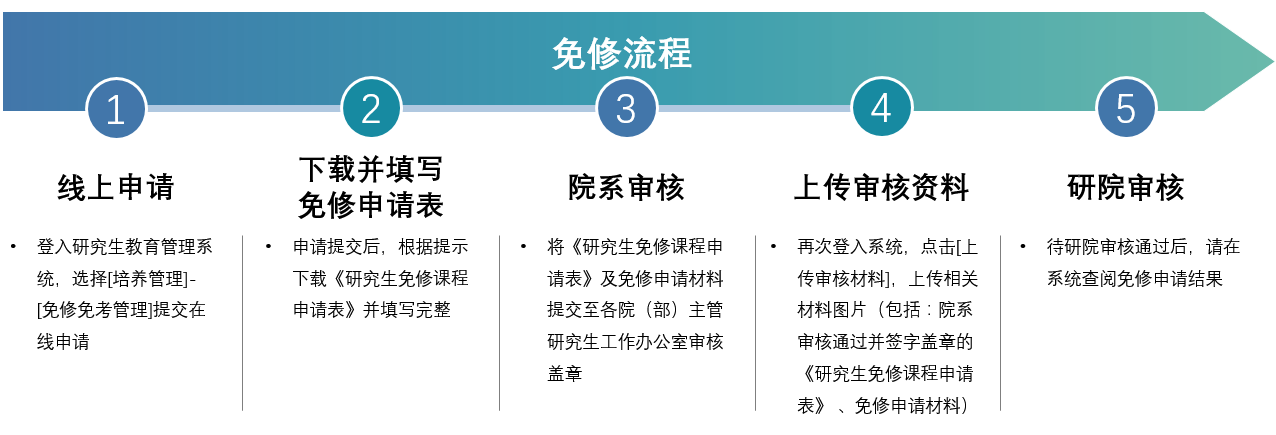 免修流程
1
线上申请
• 登入研究生教育管理系
统，选择[培养管理]-
[免修免考管理]提交在
线申请
2
下载并填写
免修申请表
• 申请提交后，根据提示
下载《研究生免修课程
申请表》并填写完整
3
院系审核
• 将《研究生免修课程申
请表》及免修申请材料
提交至各院（部）主管
研究生工作办公室审核
盖章
4
上传审核资料
• 再次登入系统，点击[上
传审核材料]，上传相关
材料图片（包括：院系
审核通过并签字盖章的
《研究生免修课程申请
表》 、免修申请材料）
5
研院审核
• 待研院审核通过后，请在
系统查阅免修申请结果